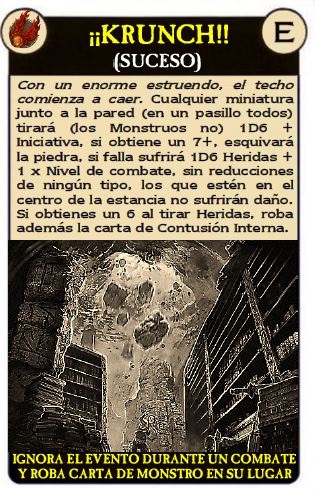 ¡¡KRUNCH!!
E
(SUCESO)
Con un enorme estruendo, el techo
comienza a caer. Cualquier miniatura
junto a la pared (en un pasillo todos)
tirará (los Monstruos no) 1D6 +
Iniciativa, si obtiene un 7+, esquivará
la piedra, si falla sufrirá 1D6 Heridas +
1 x Nivel de combate, sin reducciones
de ningún tipo, los que estén en el
centro de la estancia no sufrirán daño.
Si obtienes un 6 al tirar Heridas, roba
además la carta de Contusión Interna.
IGNORA EL EVENTO DURANTE UN COMBATE
Y ROBA CARTA DE MONSTRO EN SU LUGAR